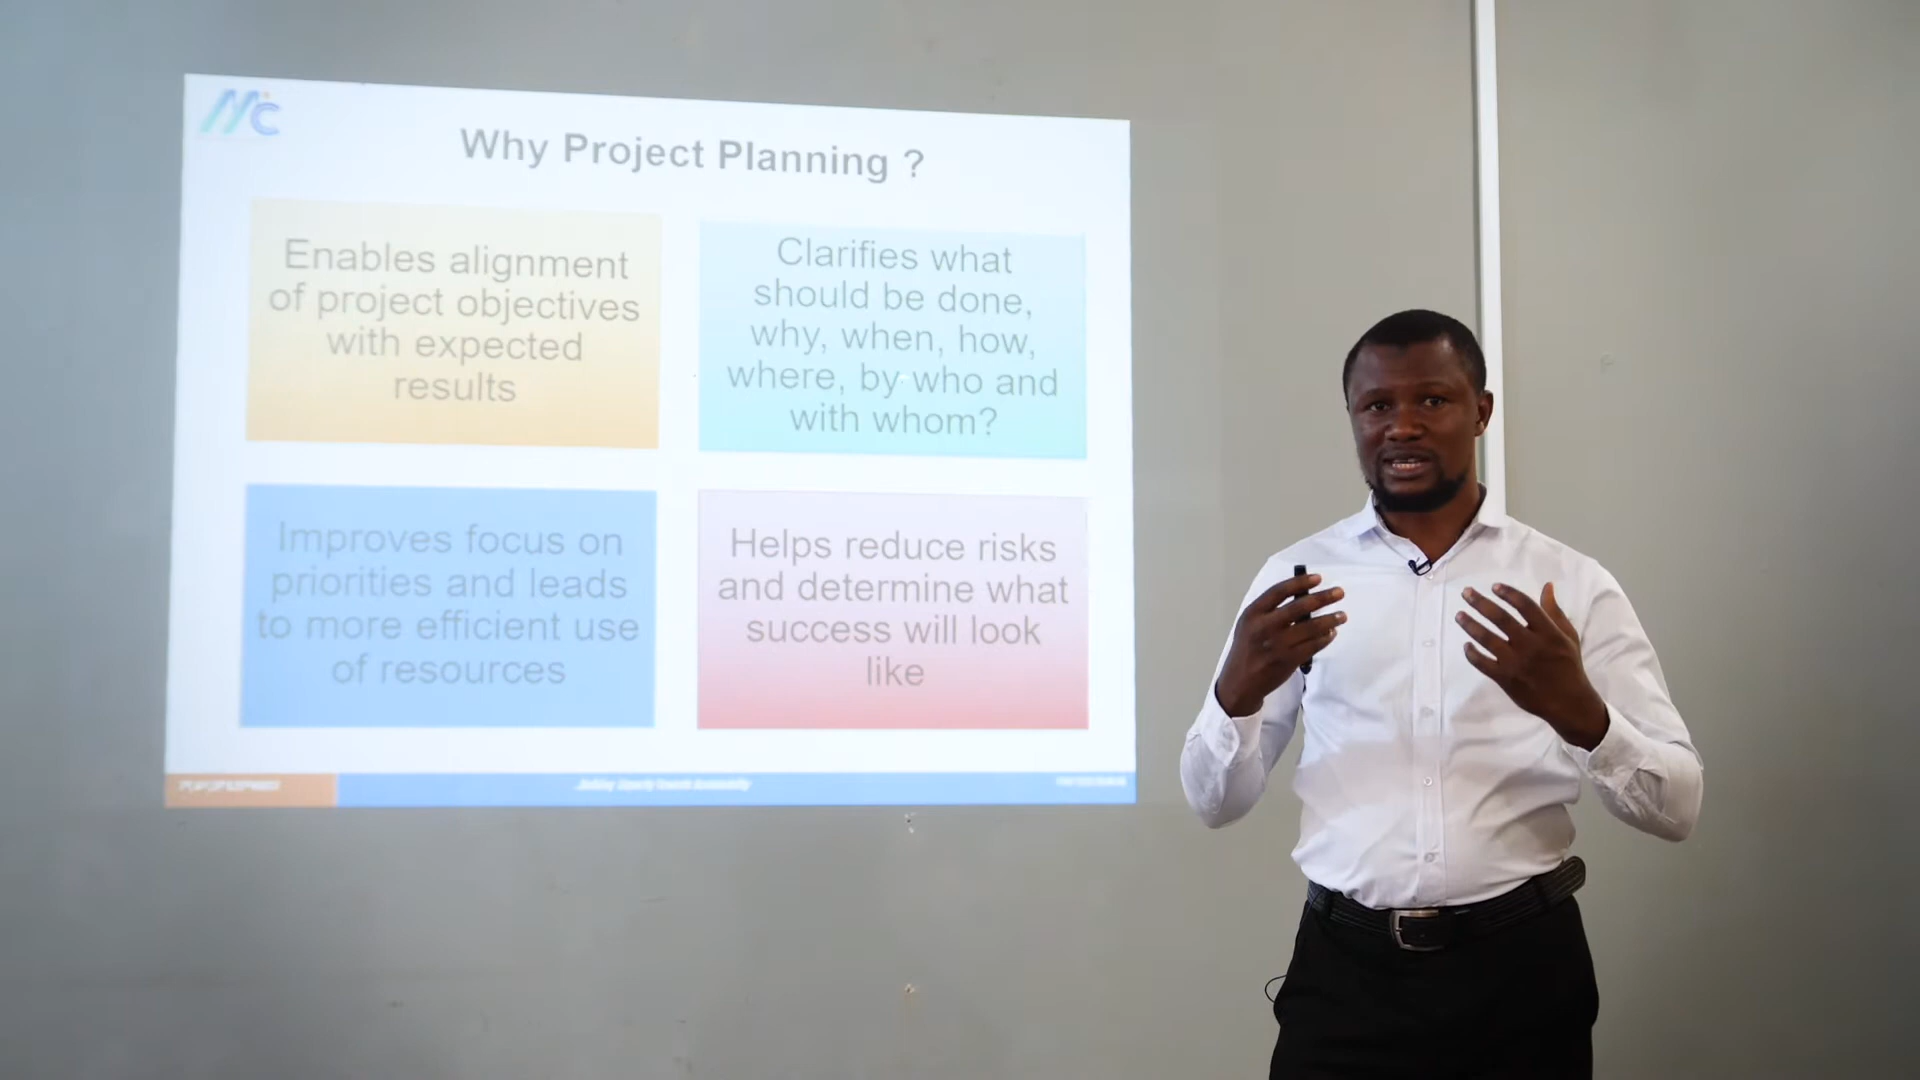 MC
Why Project Planning ?
Enables alignment
of project objectives
with expected
results
Clarifies what
should be done,
why, when, how,
where, by who and
with whom?
Improves focus on
priorities and leads
to more efficient use
of resources
Helps reduce risks
and determine what
success will look
like